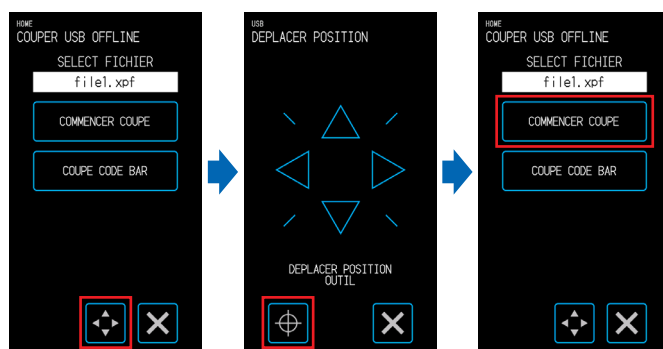 HOME
COUPER USB OFFLINE
SELECT FICHIER
file1.xpf
COMMENCER COUPE
COUPE CODE BAR
USB
DEPLACER POSITION
DEPLACER POSITION
OUTIL
HOME
COUPER USB OFFLINE
SELECT FICHIER
file1.xpf
COMMENCER COUPE
COUPE CODE BAR